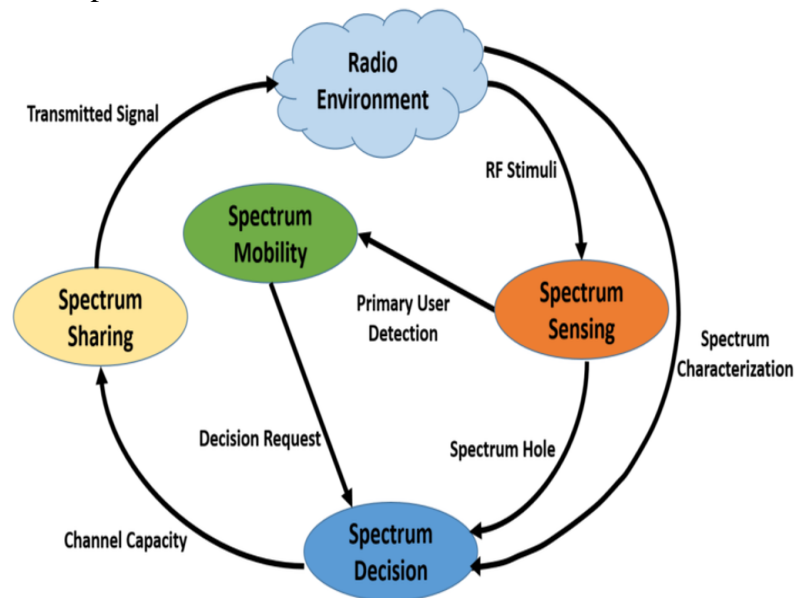 Radio
Environment
Transmitted Signal
RF Stimuli
Spectrum
Mobility
Spectrum
Sharing
Spectrum
Sensing
Primary User
Detection
Spectrum
Characterization
Decision Request
Spectrum Hole
Channel Capacity
Spectrum
Decision